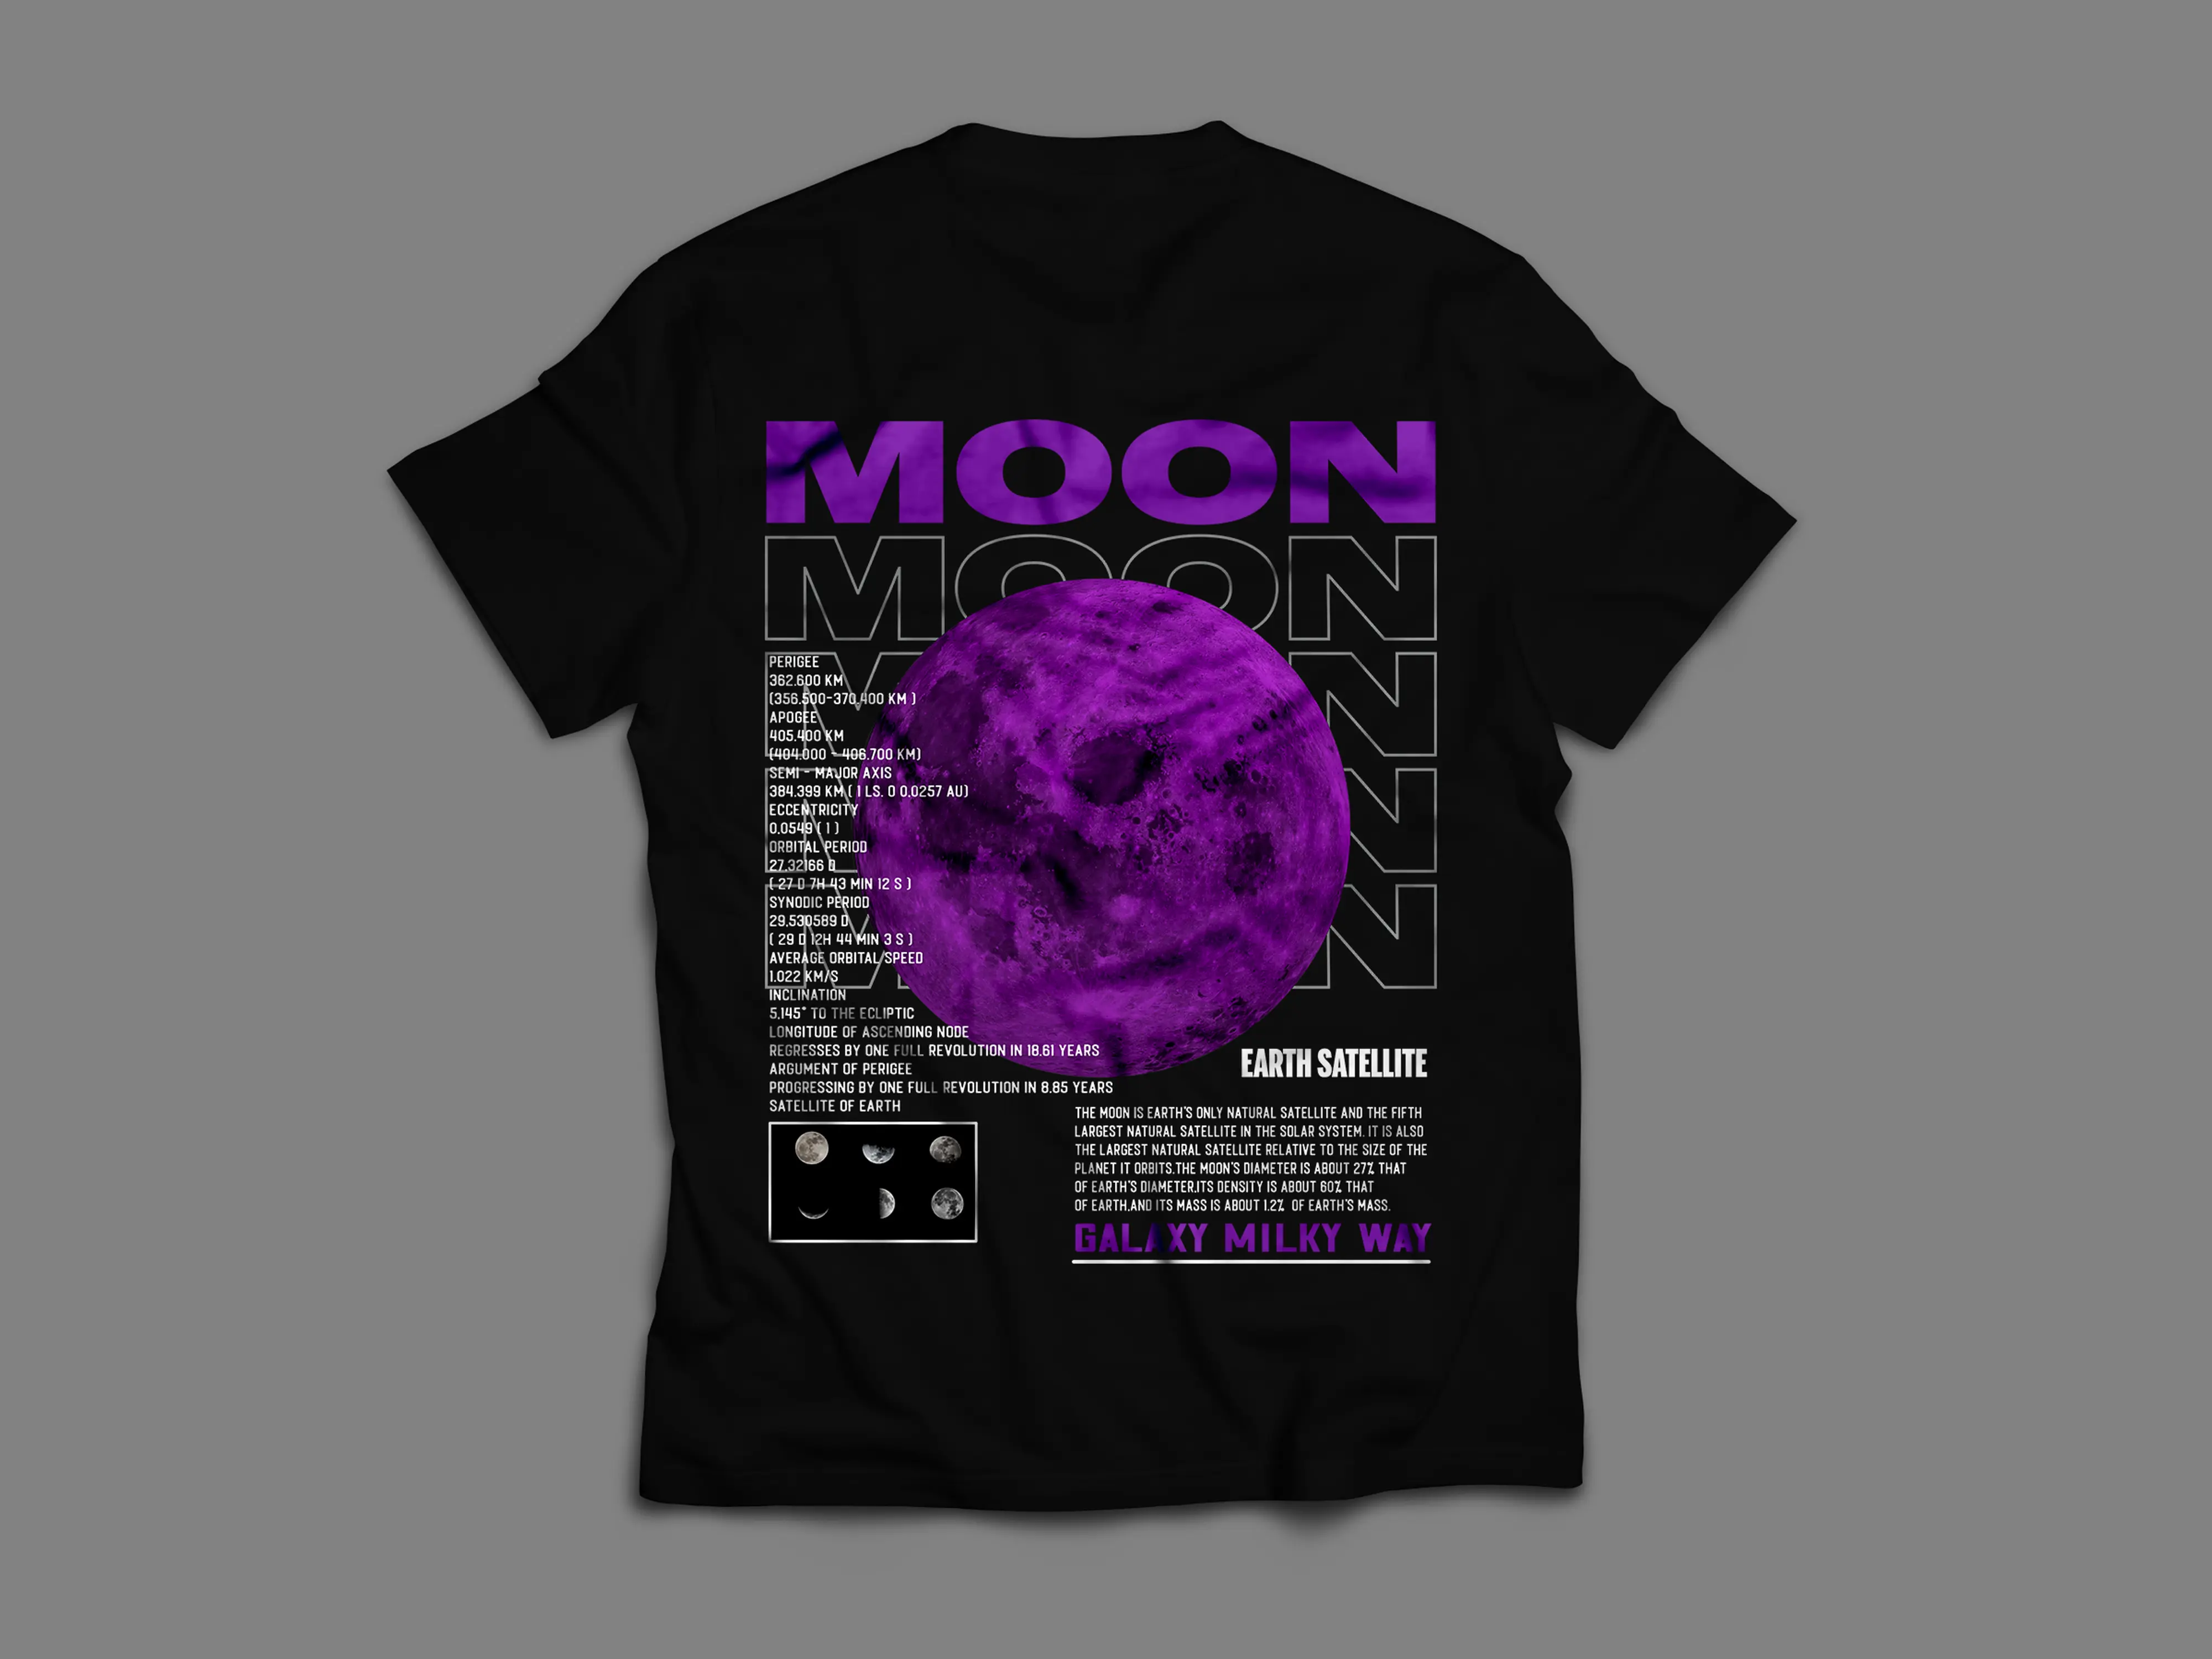 MOON
MOON
MOON
MOON
MOON
PERIGEE
362.600 KM
(356.500-370.400 KM )
APOGEE
405.400 KM
(404.000 - 406.700 KM)
SEMI - MAJOR AXIS
384.399 KM ( 1 LS. 0 0.0257 AU)
ECCENTRICITY
0.0549 ( 1 )
ORBITAL PERIOD
27.32166 D
( 27 D 7H 43 MIN 12 S )
SYNODIC PERIOD
29.530589 D
( 29 D 12H 44 MIN 3 S )
AVERAGE ORBITAL SPEED
1.022 KM/S
INCLINATION
5.145° TO THE ECLIPTIC
LONGITUDE OF ASCENDING NODE
REGRESSES BY ONE FULL REVOLUTION IN 18.61 YEARS
ARGUMENT OF PERIGEE
PROGRESSING BY ONE FULL REVOLUTION IN 8.85 YEARS
SATELLITE OF EARTH
EARTH SATELLITE
THE MOON IS EARTH'S ONLY NATURAL SATELLITE AND THE FIFTH
LARGEST NATURAL SATELLITE IN THE SOLAR SYSTEM. IT IS ALSO
THE LARGEST NATURAL SATELLITE RELATIVE TO THE SIZE OF THE
PLANET IT ORBITS.THE MOON'S DIAMETER IS ABOUT 27% THAT
OF EARTH'S DIAMETER,ITS DENSITY IS ABOUT 60% THAT
OF EARTH,AND ITS MASS IS ABOUT 1.2% OF EARTH'S MASS.
GALAXY MILKY WAY